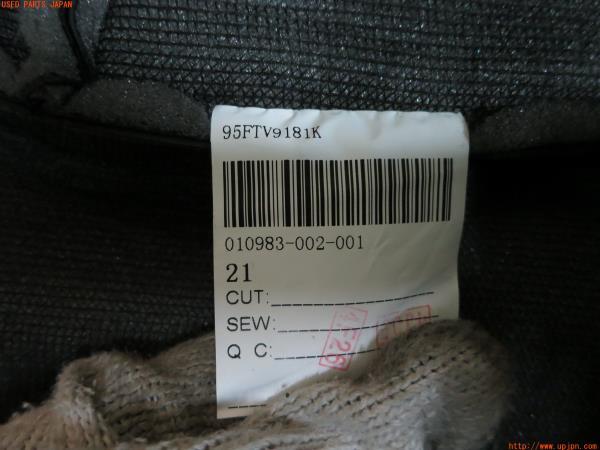 USED PARTS JAPAN
95FTV9181K
010983-002-001
21
CUT:
SEW:
Q C:
http://www.upjpn.com/